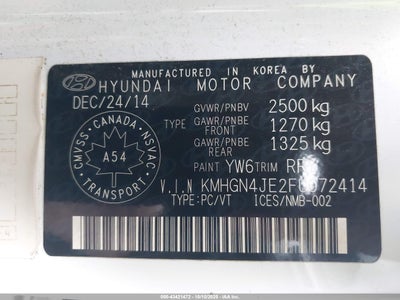 MANUFACTURED IN KOREA BY
HYUNDAI MOTOR COMPANY
DEC/24/14
GVWR/PNBV 2500 kg
TYPE GAWR/PNBE FRONT 1270 kg
GAWR/PNBE REAR 1325 kg
CMVSS • CANADA • NSVAC
A54
TRANSPORT
PAINT YW6 TRIM
V.I.N
TYPE:PC/VT ICES/NMB-002